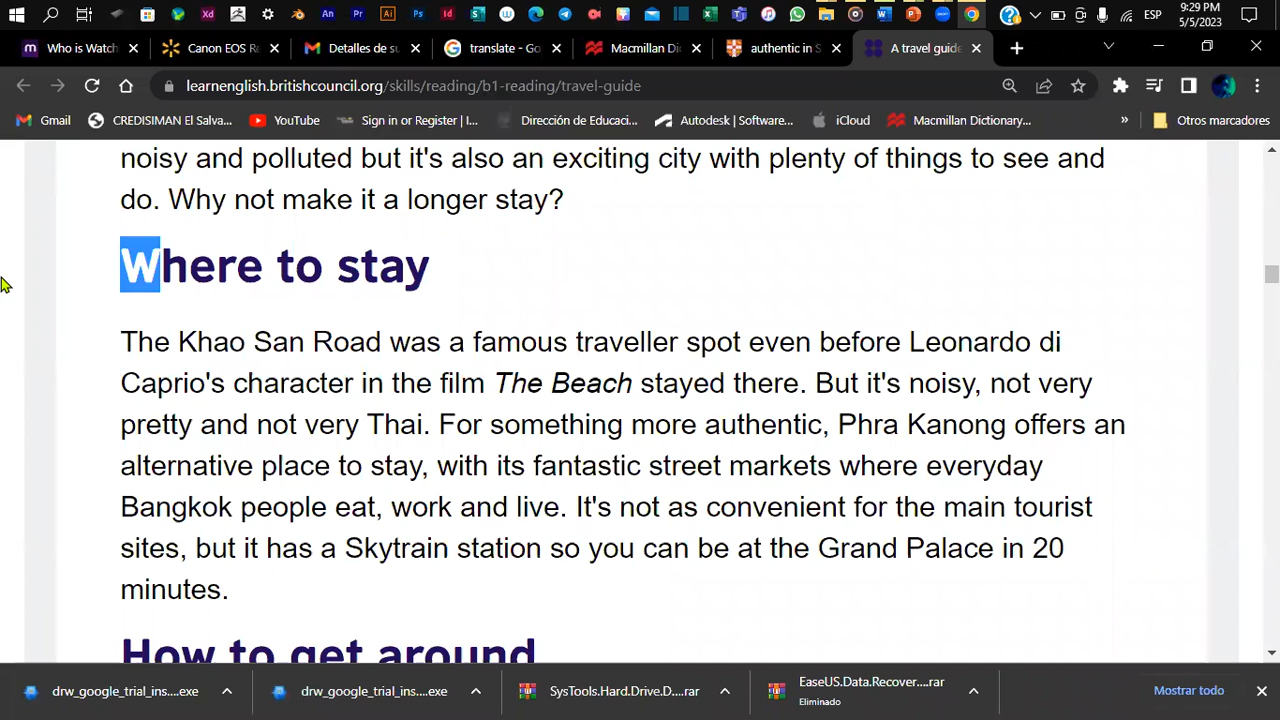 Xd
An
Pr
Ai
Ps
Id
ESP
9:29 PM
5/5/2023
Who is Watch
Canon EOS Re
Detalles de su
translate - Go
Macmillan Dic
authentic in S
A travel guide
learnenglish.britishcouncil.org/skills/reading/b1-reading/travel-guide
Gmail
CREDISIMAN El Salva...
YouTube
Sign in or Register | I...
Dirección de Educaci...
Autodesk | Software...
iCloud
Macmillan Dictionary...
»
Otros marcadores
noisy and polluted but it's also an exciting city with plenty of things to see and
do. Why not make it a longer stay?
Where to stay
The Khao San Road was a famous traveller spot even before Leonardo di
Caprio's character in the film The Beach stayed there. But it's noisy, not very
pretty and not very Thai. For something more authentic, Phra Kanong offers an
alternative place to stay, with its fantastic street markets where everyday
Bangkok people eat, work and live. It's not as convenient for the main tourist
sites, but it has a Skytrain station so you can be at the Grand Palace in 20
minutes.
How to get around
drw_google_trial_ins....exe
drw_google_trial_ins....exe
SysTools.Hard.Drive.D....rar
EaseUS.Data.Recover....rar
Eliminado
Mostrar todo